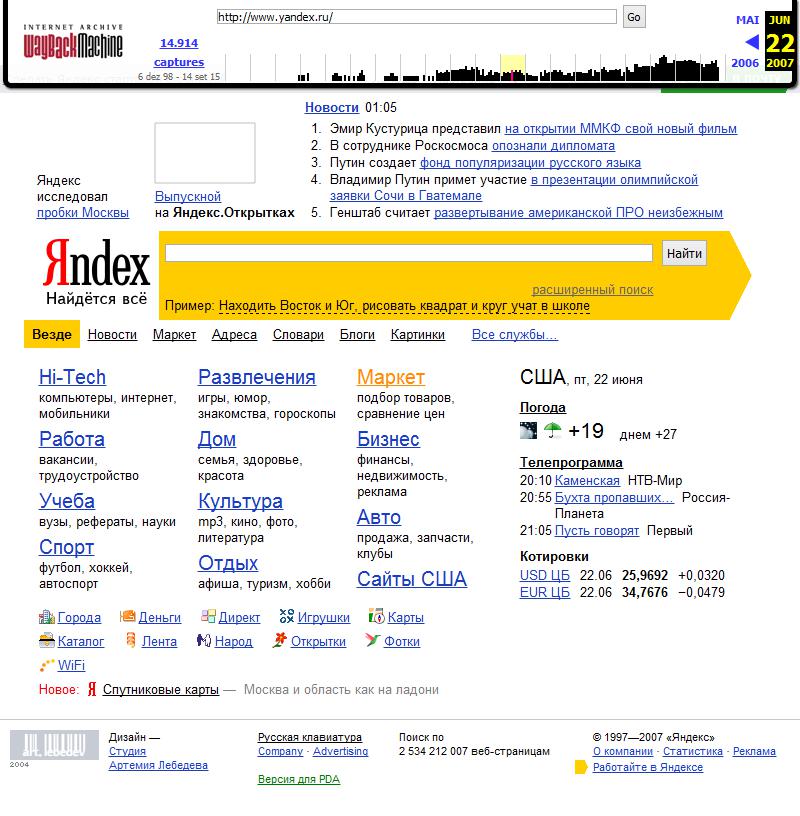 INTERNET ARCHIVE
WayBackMachine
http://www.yandex.ru/
Go
14.914
captures
6 dez 98 - 14 set 15
MAI
JUN
22
2006
2007
Новости 01:05
1. Эмир Кустурица представил на открытии ММКФ свой новый фильм
2. В сотруднике Роскосмоса опознали дипломата
3. Путин создает фонд популяризации русского языка
4. Владимир Путин примет участие в презентации олимпийской
заявки Сочи в Гватемале
5. Генштаб считает развертывание американской ПРО неизбежным
Яндекс
исследовал
пробки Москвы
Выпускной
на Яндекс.Открытках
Яndex
Найдётся всё
Найти
расширенный поиск
Пример: Находить Восток и Юг, рисовать квадрат и круг учат в школе
Везде Новости Маркет Адреса Словари Блоги Картинки Все службы...
Hi-Tech
компьютеры, интернет,
мобильники
Работа
вакансии,
трудоустройство
Учеба
вузы, рефераты, науки
Спорт
футбол, хоккей,
автоспорт
Развлечения
игры, юмор,
знакомства, гороскопы
Дом
семья, здоровье,
красота
Культура
mp3, кино, фото,
литература
Отдых
афиша, туризм, хобби
Маркет
подбор товаров,
сравнение цен
Бизнес
финансы,
недвижимость,
реклама
Авто
продажа, запчасти,
клубы
Сайты США
США, пт, 22 июня
Погода
+19 днем +27
Телепрограмма
20:10 Каменская НТВ-Мир
20:55 Бухта пропавших... Россия-
Планета
21:05 Пусть говорят Первый
Котировки
USD ЦБ 22.06 25,9692 +0,0320
EUR ЦБ 22.06 34,7676 −0,0479
Города Деньги Директ Игрушки Карты
Каталог Лента Народ Открытки Фотки
WiFi
Новое: Я Спутниковые карты — Москва и область как на ладони
art. lebedev
2004
Дизайн —
Студия
Артемия Лебедева
Русская клавиатура
Company · Advertising
Версия для PDA
Поиск по
2 534 212 007 веб-страницам
© 1997—2007 «Яндекс»
О компании · Статистика · Реклама
Работайте в Яндексе